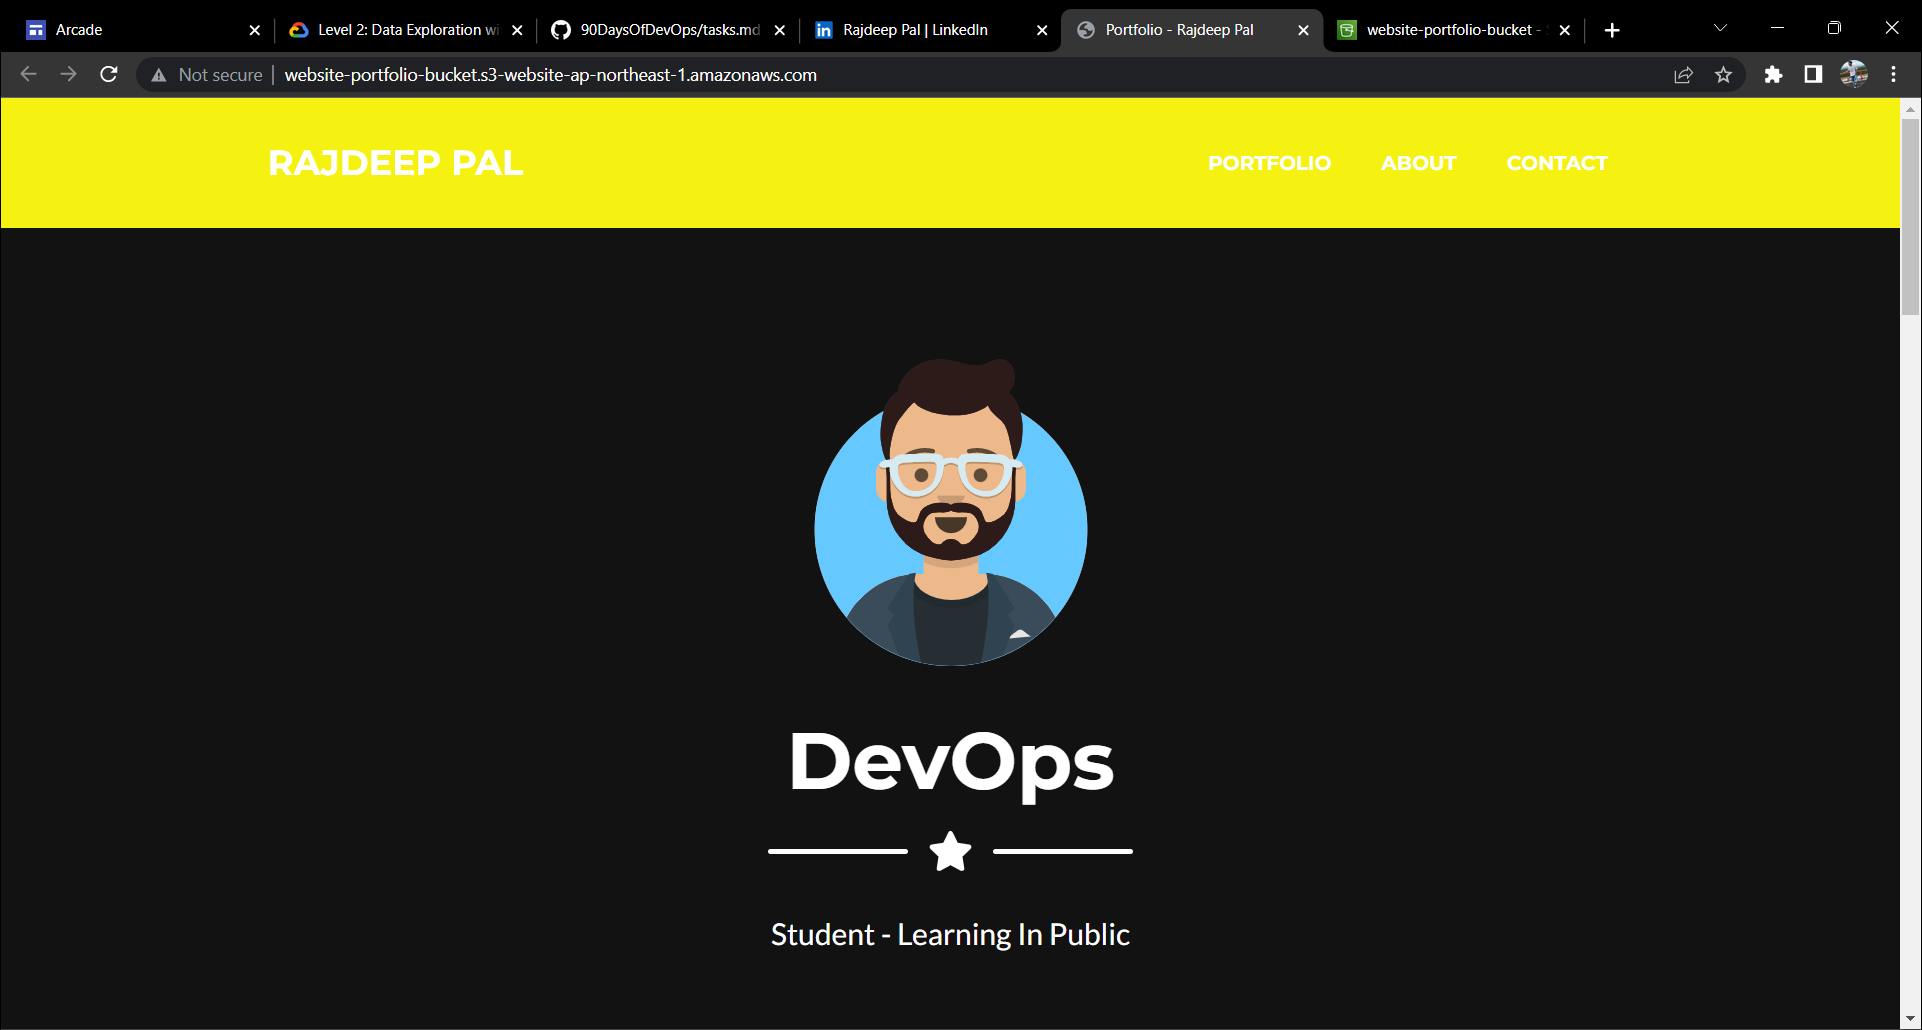 Arcade
Level 2: Data Exploration wi
90DaysOfDevOps/tasks.md
Rajdeep Pal | LinkedIn
Portfolio - Rajdeep Pal
website-portfolio-bucket -
Not secure
website-portfolio-bucket.s3-website-ap-northeast-1.amazonaws.com
RAJDEEP PAL
PORTFOLIO
ABOUT
CONTACT
DevOps
Student - Learning In Public